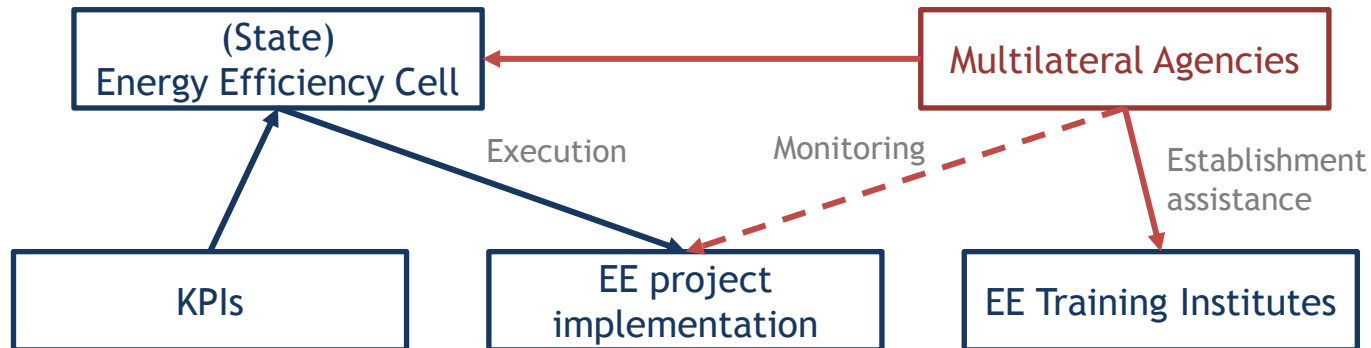 (State)
Energy Efficiency Cell
Multilateral Agencies
Execution
Monitoring
Establishment
assistance
KPIs
EE project
implementation
EE Training Institutes